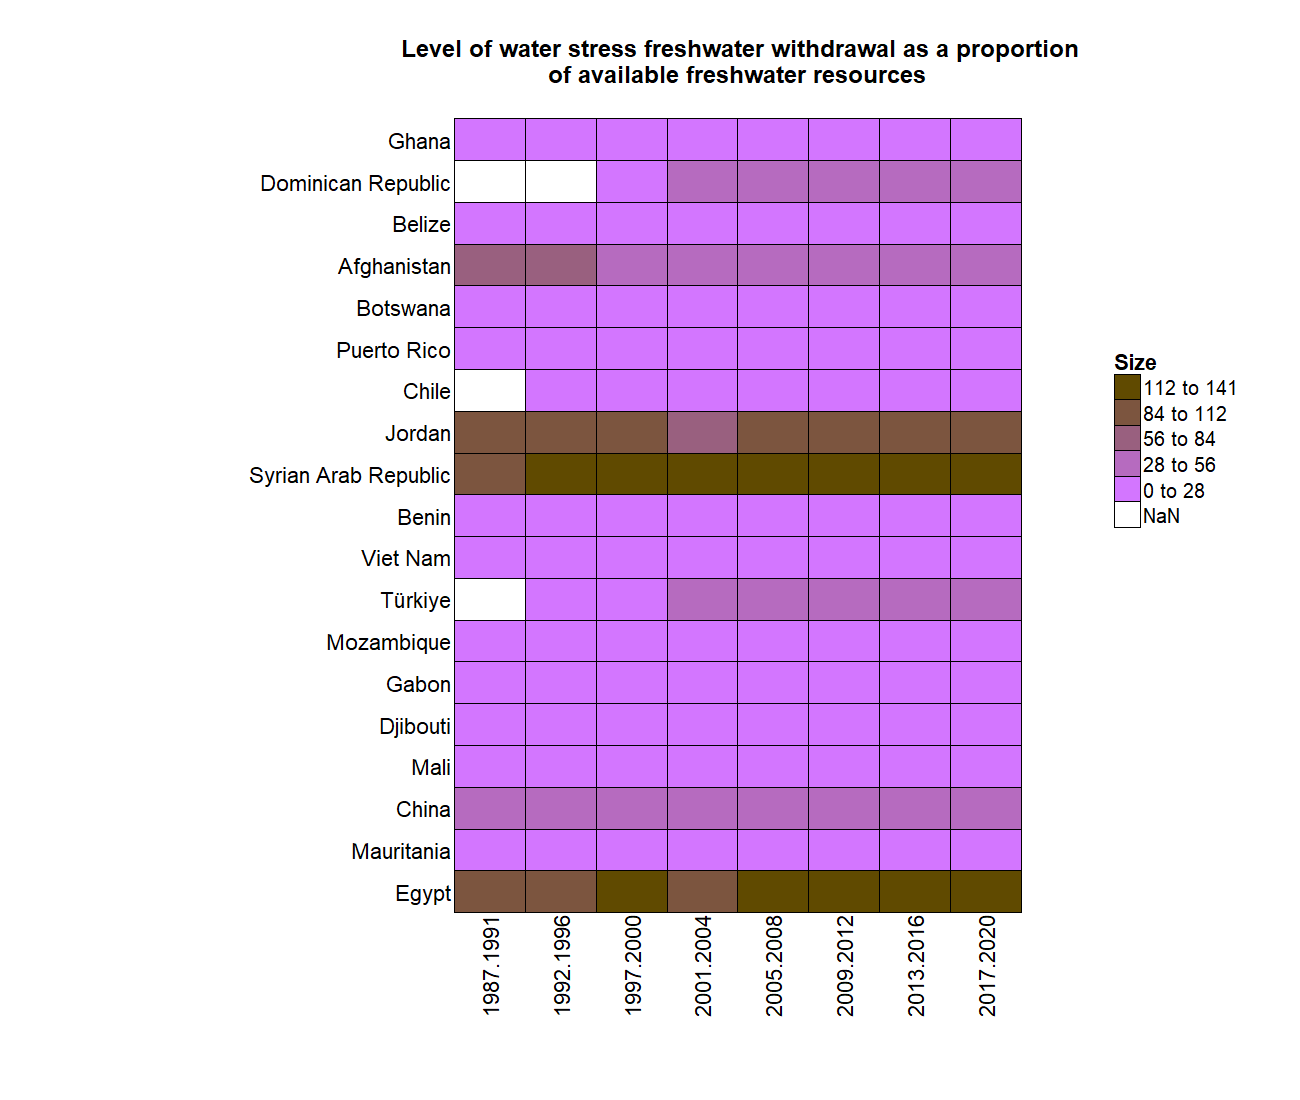 Level of water stress freshwater withdrawal as a proportion
of available freshwater resources
Ghana
Dominican Republic
Belize
Afghanistan
Botswana
Puerto Rico
Chile
Jordan
Syrian Arab Republic
Benin
Viet Nam
Türkiye
Mozambique
Gabon
Djibouti
Mali
China
Mauritania
Egypt
1987.1991
1992.1996
1997.2000
2001.2004
2005.2008
2009.2012
2013.2016
2017.2020
Size
112 to 141
84 to 112
56 to 84
28 to 56
0 to 28
NaN